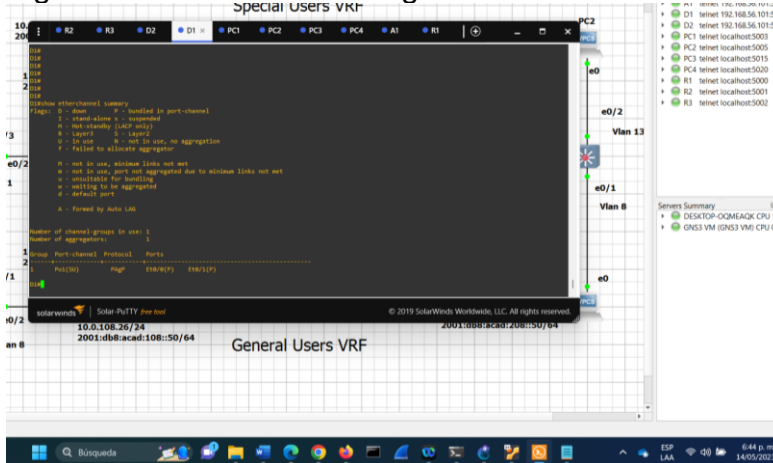 Special Users VRF
PC2
R2
R3
D2
D1
PC1
PC2
PC3
PC4
A1
R1
D1#
D1#
D1#
D1#
D1#
D1#
D1#show etherchannel summary
Flags: D - down P - bundled in port-channel
I - stand-alone s - suspended
H - Hot-standby (LACP only)
R - Layer3 S - Layer2
U - in use N - not in use, no aggregation
f - failed to allocate aggregator
M - not in use, minimum links not met
m - not in use, port not aggregated due to minimum links not met
u - unsuitable for bundling
w - waiting to be aggregated
d - default port
A - formed by Auto LAG
Number of channel-groups in use: 1
Number of aggregators: 1
Group Port-channel Protocol Ports
1 Po1(SU) PAgP Et0/0(P) Et0/1(P)
D1#
solarwinds Solar-PuTTY free tool © 2019 SolarWinds Worldwide, LLC. All rights reserved.
e0
e0/2
Vlan 13
e0/1
Vlan 8
e0
e0/2
10.0.108.26/24
2001:db8:acad:108::50/64
2001:db8:acad:208::50/64
General Users VRF
D1 telnet 192.168.56.101:5
D2 telnet 192.168.56.101:5
PC1 telnet localhost:5003
PC2 telnet localhost:5005
PC3 telnet localhost:5015
PC4 telnet localhost:5020
R1 telnet localhost:5000
R2 telnet localhost:5001
R3 telnet localhost:5002
Servers Summary
DESKTOP-OQMEAQK CPU
GNS3 VM (GNS3 VM) CPU
Búsqueda
ESP
LAA
6:44 p. m.